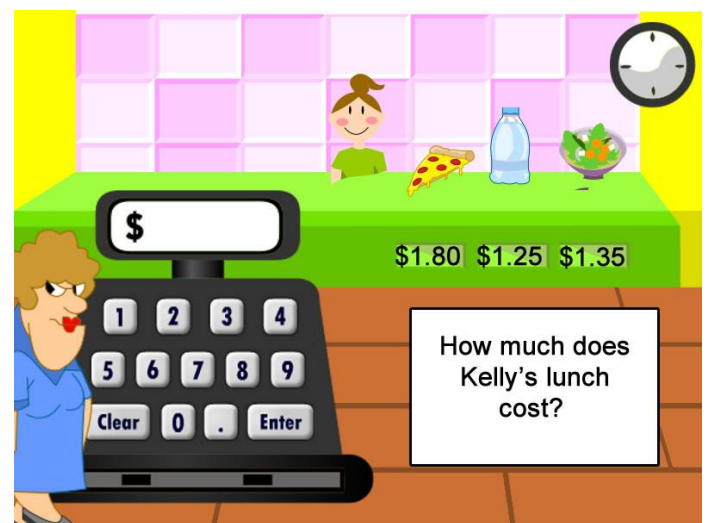 $
$1.80 $1.25 $1.35
1 2 3 4
5 6 7 8 9
Clear 0 . Enter
How much does
Kelly's lunch
cost?